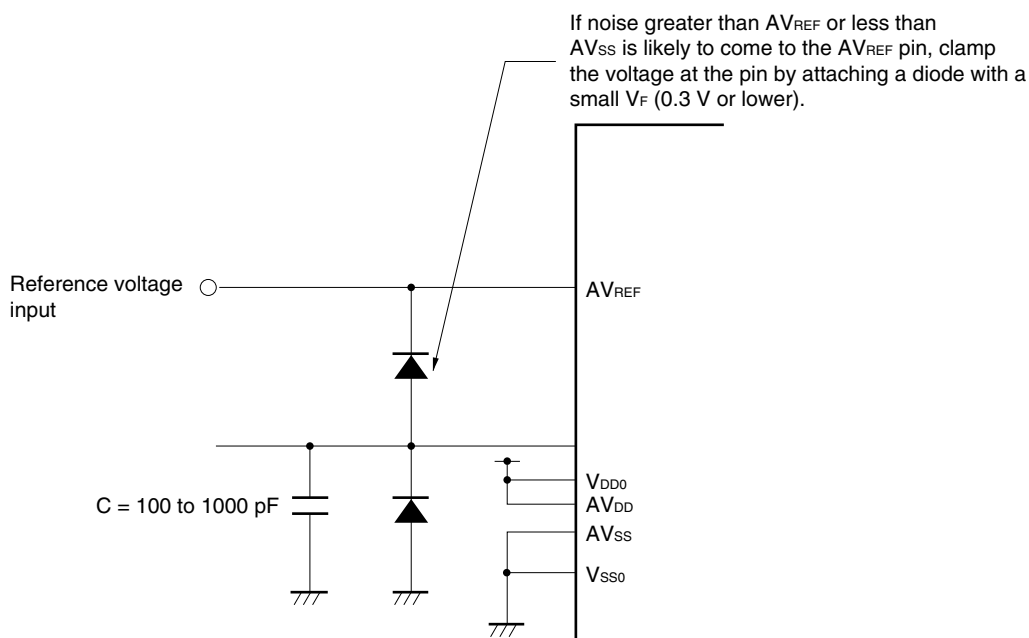 If noise greater than AVREF or less than
AVSS is likely to come to the AVREF pin, clamp
the voltage at the pin by attaching a diode with a
small VF (0.3 V or lower).
Reference voltage
input
AVREF
C = 100 to 1000 pF
VDD0
AVDD
AVSS
VSS0